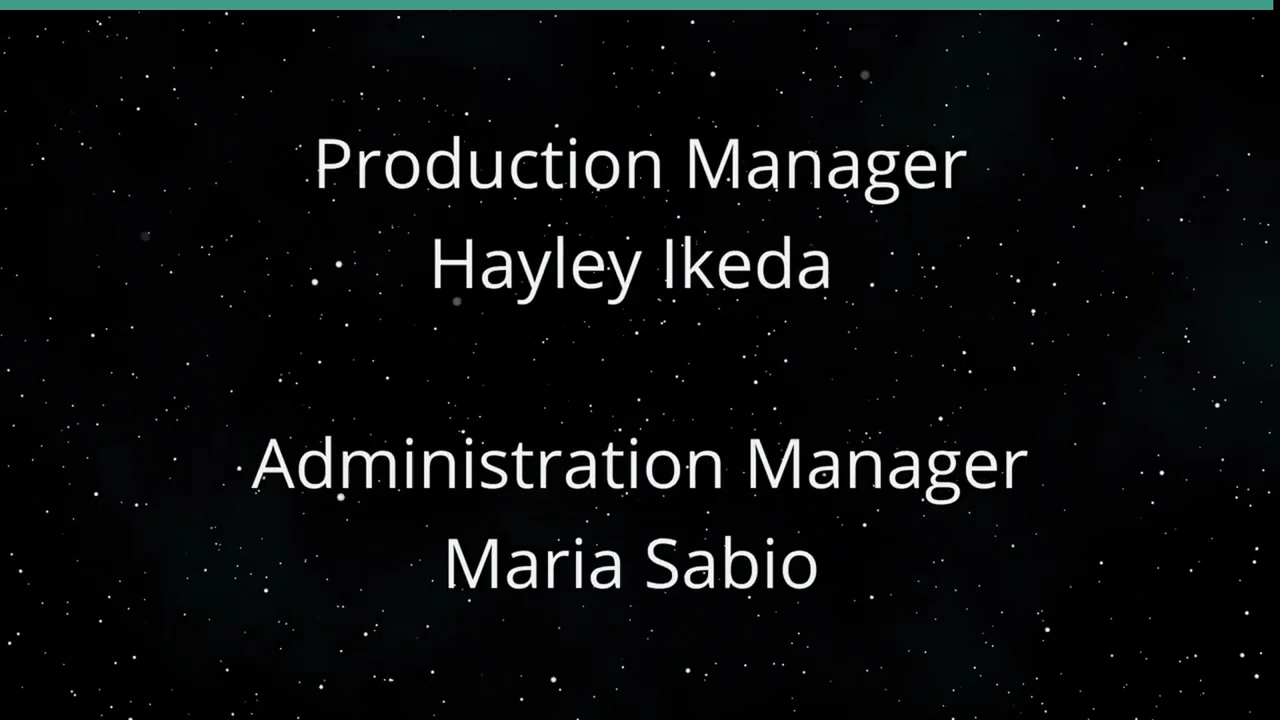 Production Manager
Hayley Ikeda
Administration Manager
Maria Sabio